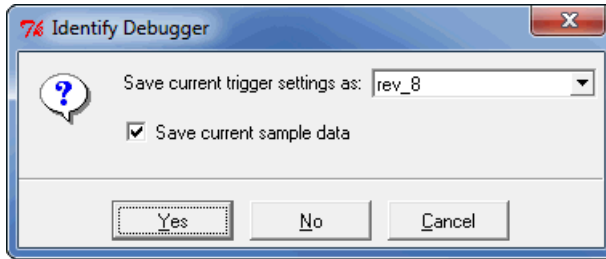 Identify Debugger
Save current trigger settings as: rev_8
Save current sample data
Yes No Cancel